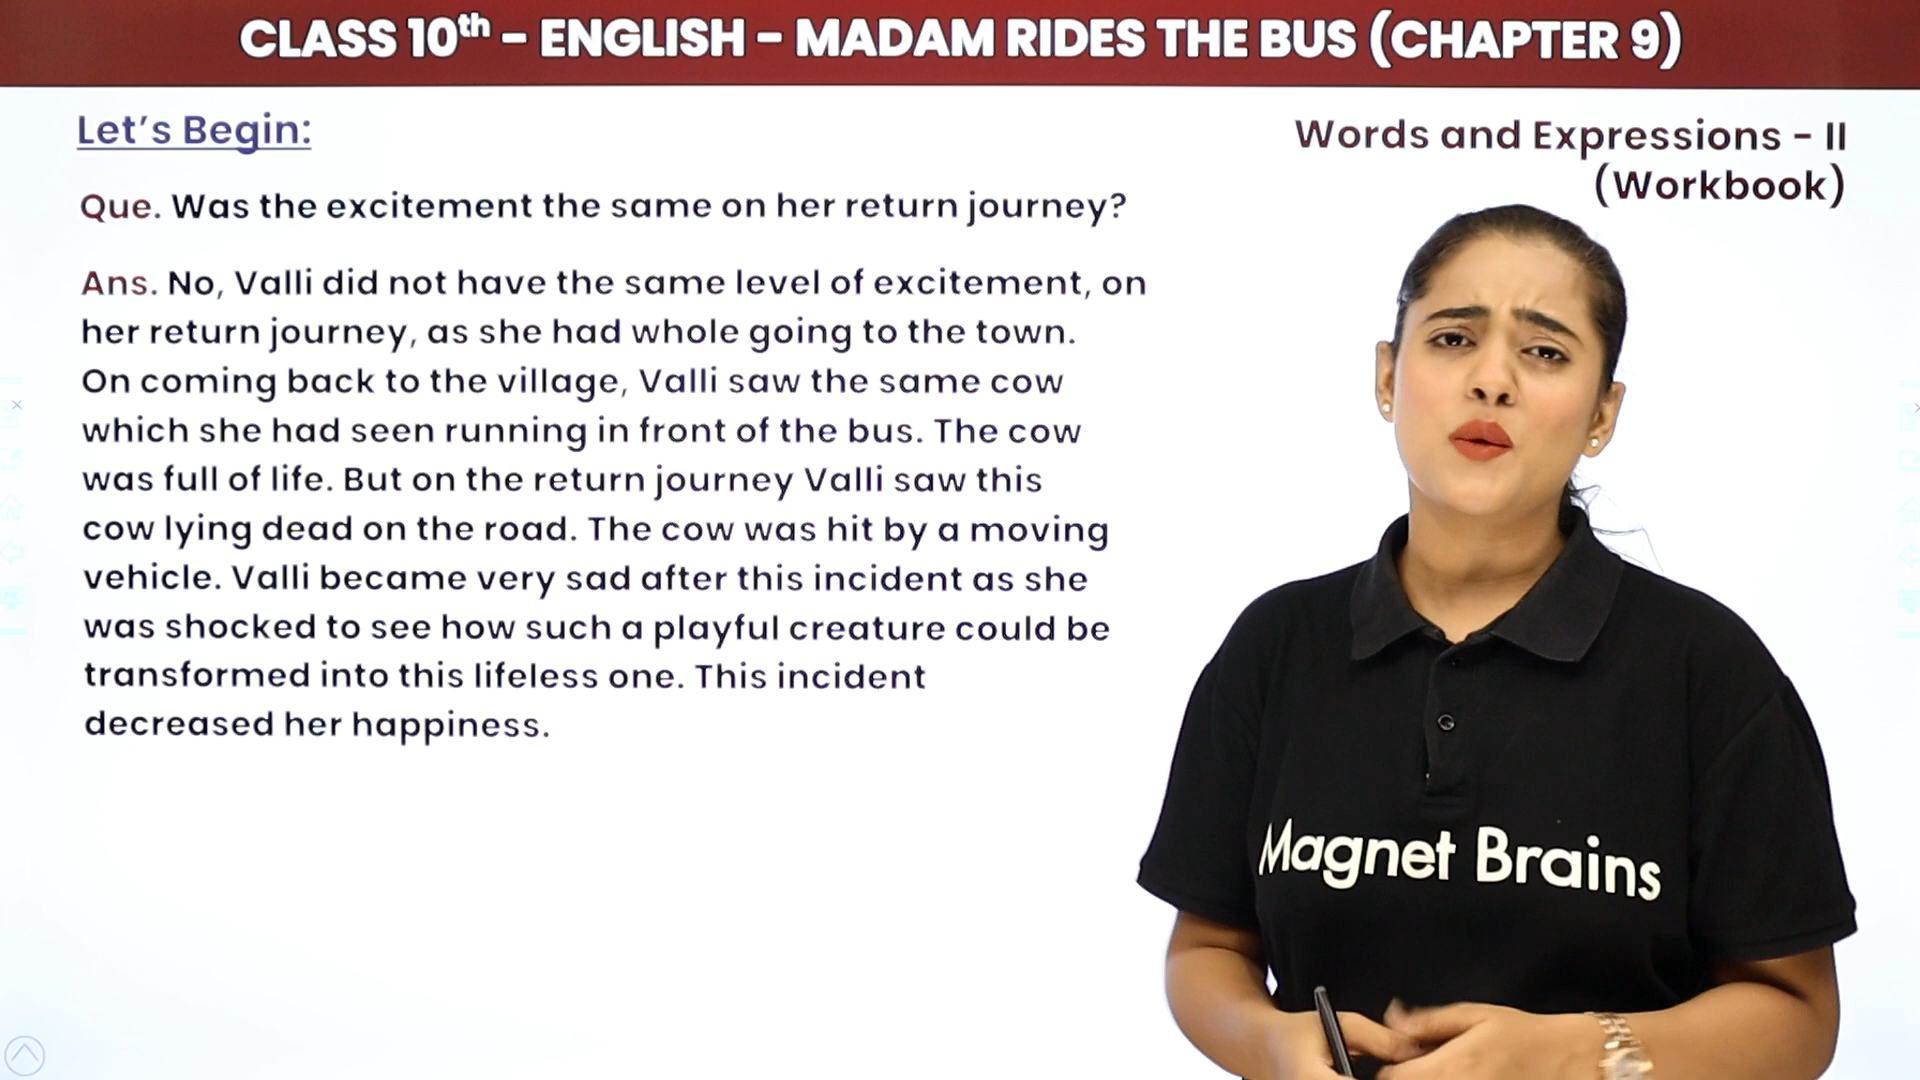 CLASS 10th - ENGLISH - MADAM RIDES THE BUS (CHAPTER 9)
Let's Begin:
Words and Expressions - II
(Workbook)
Que. Was the excitement the same on her return journey?
Ans. No, Valli did not have the same level of excitement, on
her return journey, as she had whole going to the town.
On coming back to the village, Valli saw the same cow
which she had seen running in front of the bus. The cow
was full of life. But on the return journey Valli saw this
cow lying dead on the road. The cow was hit by a moving
vehicle. Valli became very sad after this incident as she
was shocked to see how such a playful creature could be
transformed into this lifeless one. This incident
decreased her happiness.
Magnet Brains